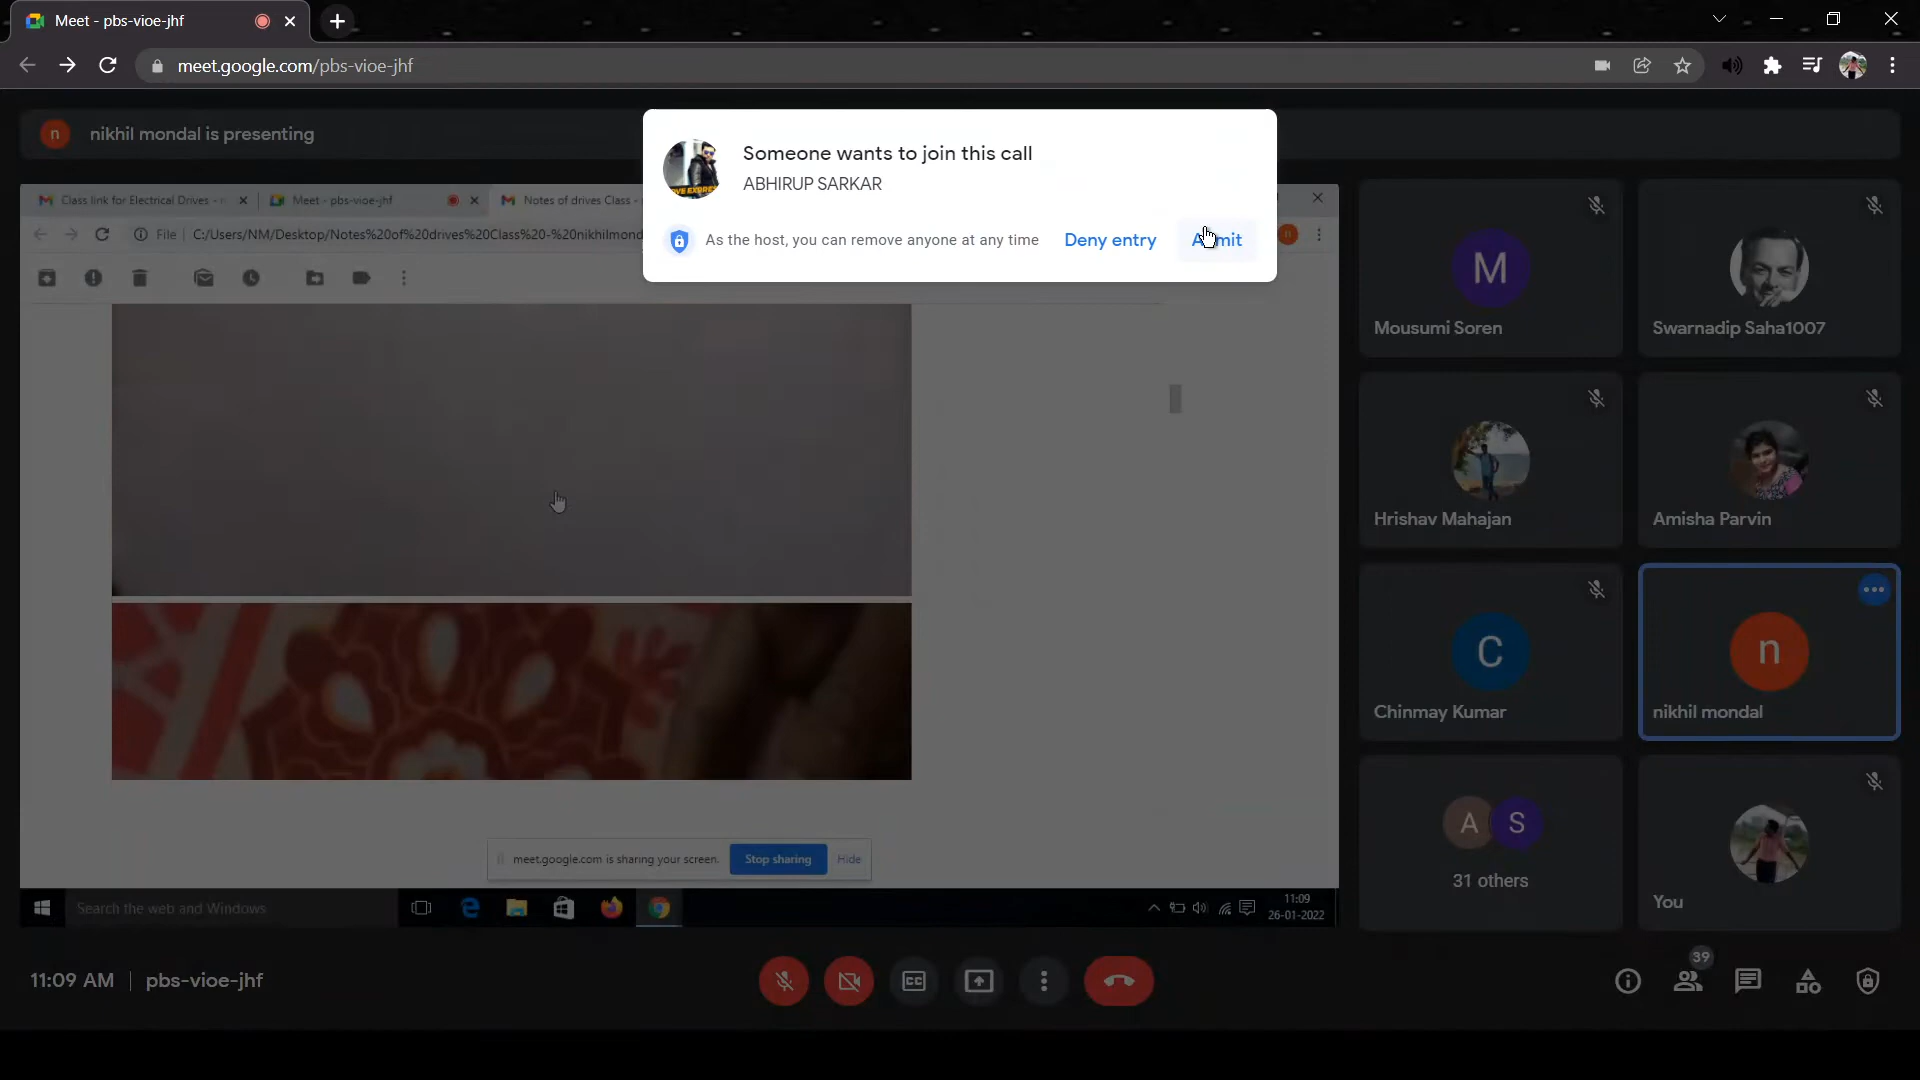 Meet - pbs-vioe-jhf
meet.google.com/pbs-vioe-jhf
n nikhil mondal is presenting
Someone wants to join this call
ABHIRUP SARKAR
As the host, you can remove anyone at any time
Deny entry
Admit
Class link for Electrical Drives -
Meet - pbs-vioe-jhf
Notes of drives Class -
File | C:/Users/NM/Desktop/Notes%20of%20drives%20Class%20-%20nikhilmond
n
M
Mousumi Soren
Swarnadip Saha1007
Hrishav Mahajan
Amisha Parvin
C
Chinmay Kumar
n
nikhil mondal
A S
31 others
You
meet.google.com is sharing your screen.
Stop sharing
Hide
Search the web and Windows
11:09
26-01-2022
11:09 AM | pbs-vioe-jhf
CC
39